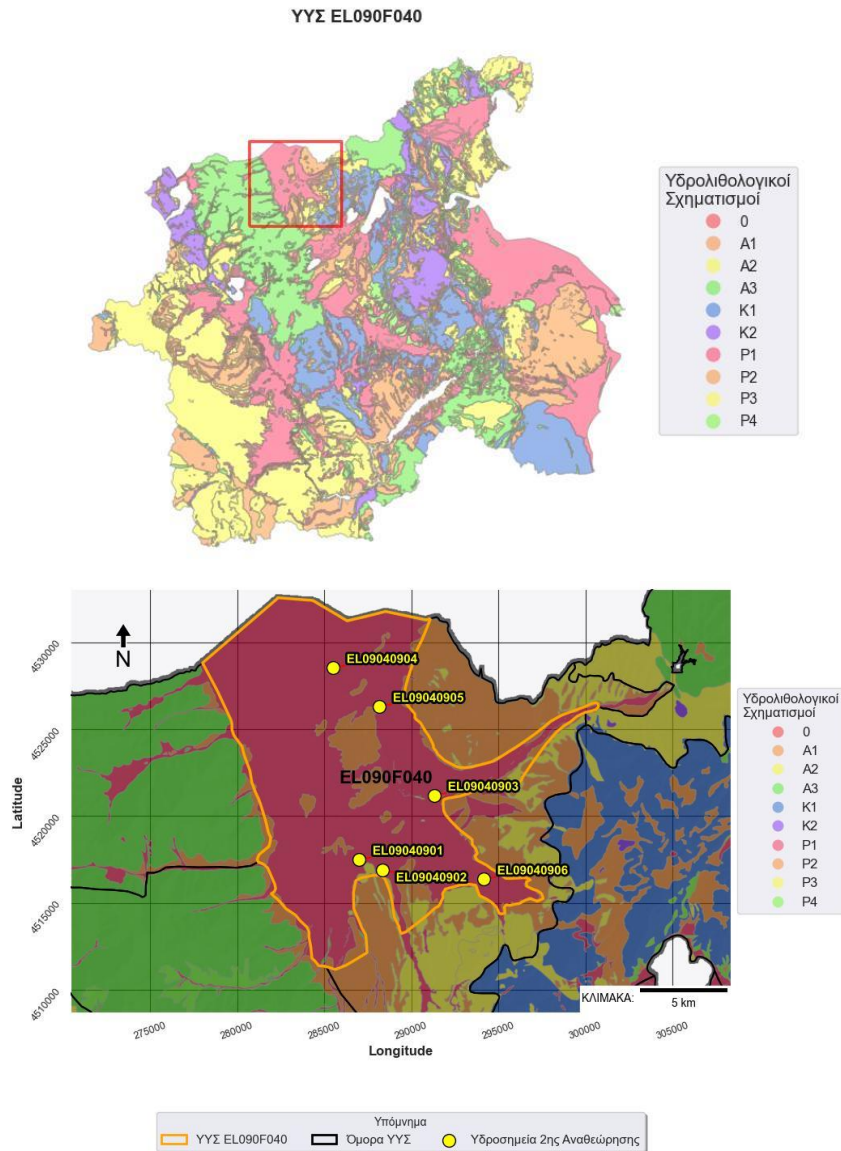 ΥΥΣ EL090F040
Υδρολιθολογικοί
Σχηματισμοί
0
A1
A2
A3
K1
K2
P1
P2
P3
P4
N
4530000
4525000
4520000
4515000
4510000
Latitude
EL09040904
EL09040905
EL090F040
EL09040903
EL09040901
EL09040902
EL09040906
ΚΛΙΜΑΚΑ:
5 km
275000
280000
285000
290000
295000
300000
305000
Longitude
Υδρολιθολογικοί
Σχηματισμοί
0
A1
A2
A3
K1
K2
P1
P2
P3
P4
Υπόμνημα
ΥΥΣ EL090F040
Όμορα ΥΥΣ
Υδροσημεία 2ης Αναθεώρησης